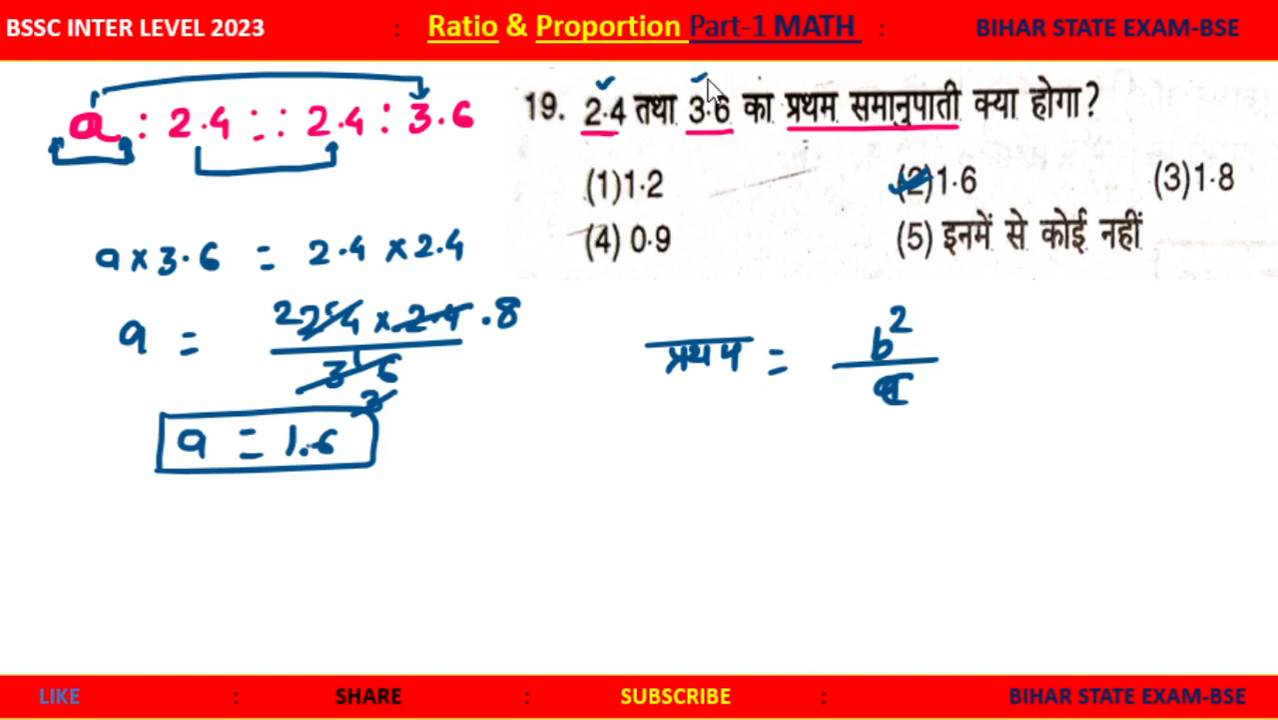 BSSC INTER LEVEL 2023 : Ratio & Proportion Part-1 MATH : BIHAR STATE EXAM-BSE
a : 2.4 :: 2.4 : 3.6
19. 2·4 तथा 3·6 का प्रथम समानुपाती क्या होगा?
(1) 1·2 (2) 1·6 (3) 1·8
(4) 0·9 (5) इनमें से कोई नहीं
a × 3.6 = 2.4 × 2.4
a = 2 2.4 × 2.4 .8
3.6
3
a = 1.6
प्रथम = b²
LIKE : SHARE : SUBSCRIBE : BIHAR STATE EXAM-BSE